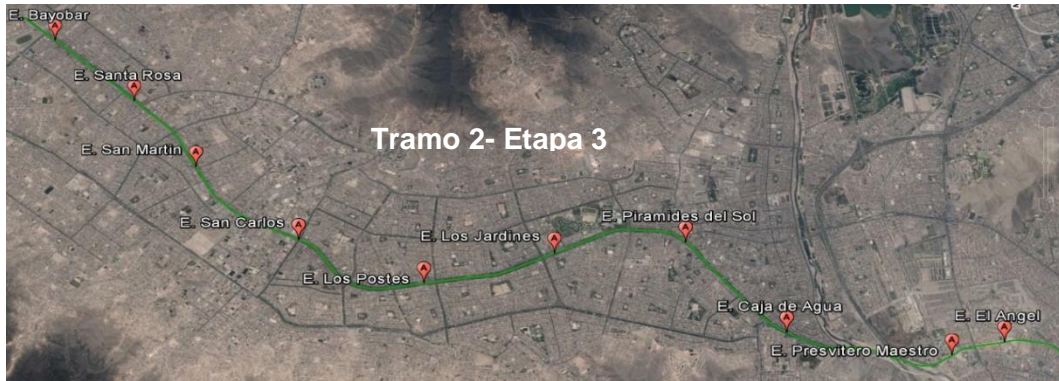 E. Bayobar
E. Santa Rosa
Tramo 2- Etapa 3
E. San Martin
E. San Carlos
E. Piramides del Sol
E. Los Jardines
E. Los Postes
E. Caja de Agua
E. El Angel
E. Presvitero Maestro